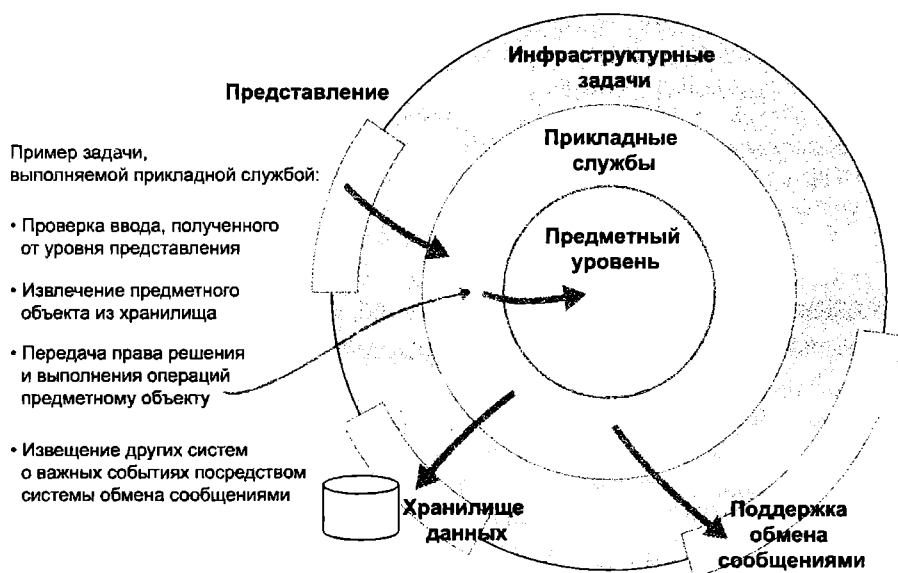 Инфраструктурные
задачи
Представление
Прикладные
службы
Пример задачи,
выполняемой прикладной службой:
Предметный
уровень
• Проверка ввода, полученного
от уровня представления
• Извлечение предметного
объекта из хранилища
• Передача права решения
и выполнения операций
предметному объекту
• Извещение других систем
о важных событиях посредством
системы обмена сообщениями
Хранилище
данных
Поддержка
обмена
сообщениями